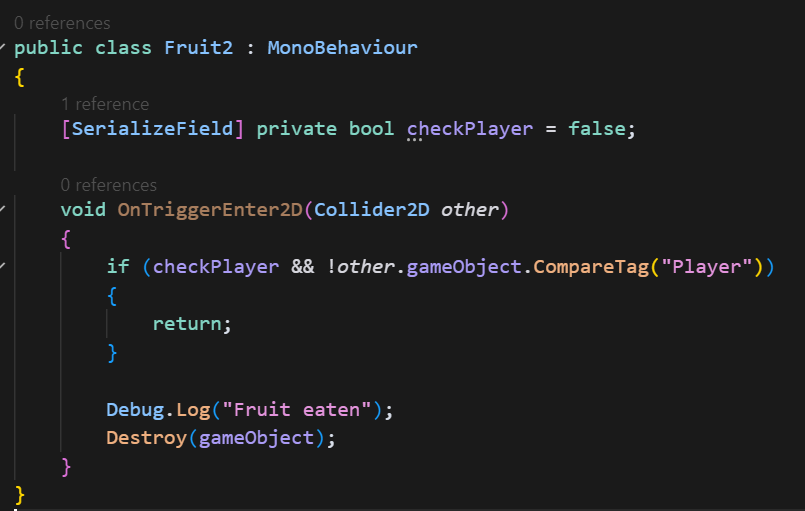 0 references
public class Fruit2 : MonoBehaviour
{
1 reference
[SerializeField] private bool checkPlayer = false;
0 references
void OnTriggerEnter2D(Collider2D other)
{
if (checkPlayer && !other.gameObject.CompareTag("Player"))
{
return;
}
Debug.Log("Fruit eaten");
Destroy(gameObject);
}
}